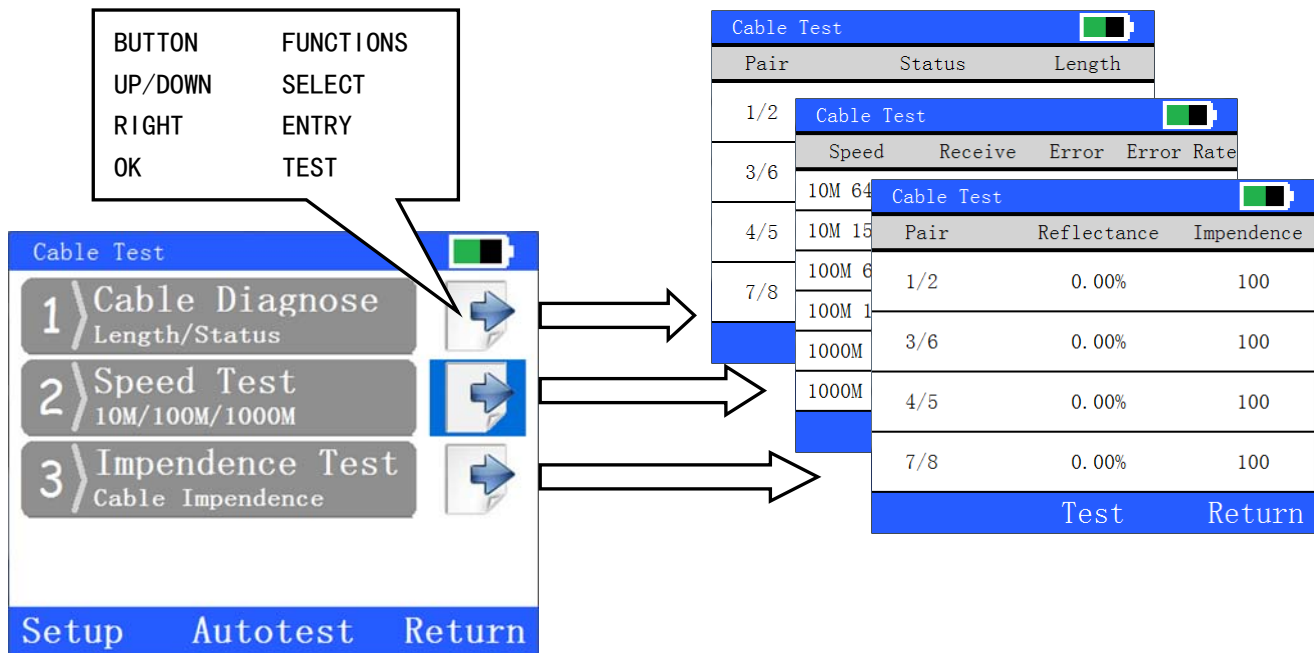 BUTTON FUNCTIONS
UP/DOWN SELECT
RIGHT ENTRY
OK TEST
Cable Test
1 Cable Diagnose
Length/Status
2 Speed Test
10M/100M/1000M
3 Impendence Test
Cable Impendence
Setup Autotest Return
Cable Test
Pair Status Length
1/2
3/6
4/5
7/8
Cable Test
Speed Receive Error Error Rate
10M 64
10M 15
100M 6
100M 1
1000M
1000M
Cable Test
Pair Reflectance Impendence
1/2 0.00% 100
3/6 0.00% 100
4/5 0.00% 100
7/8 0.00% 100
Test Return